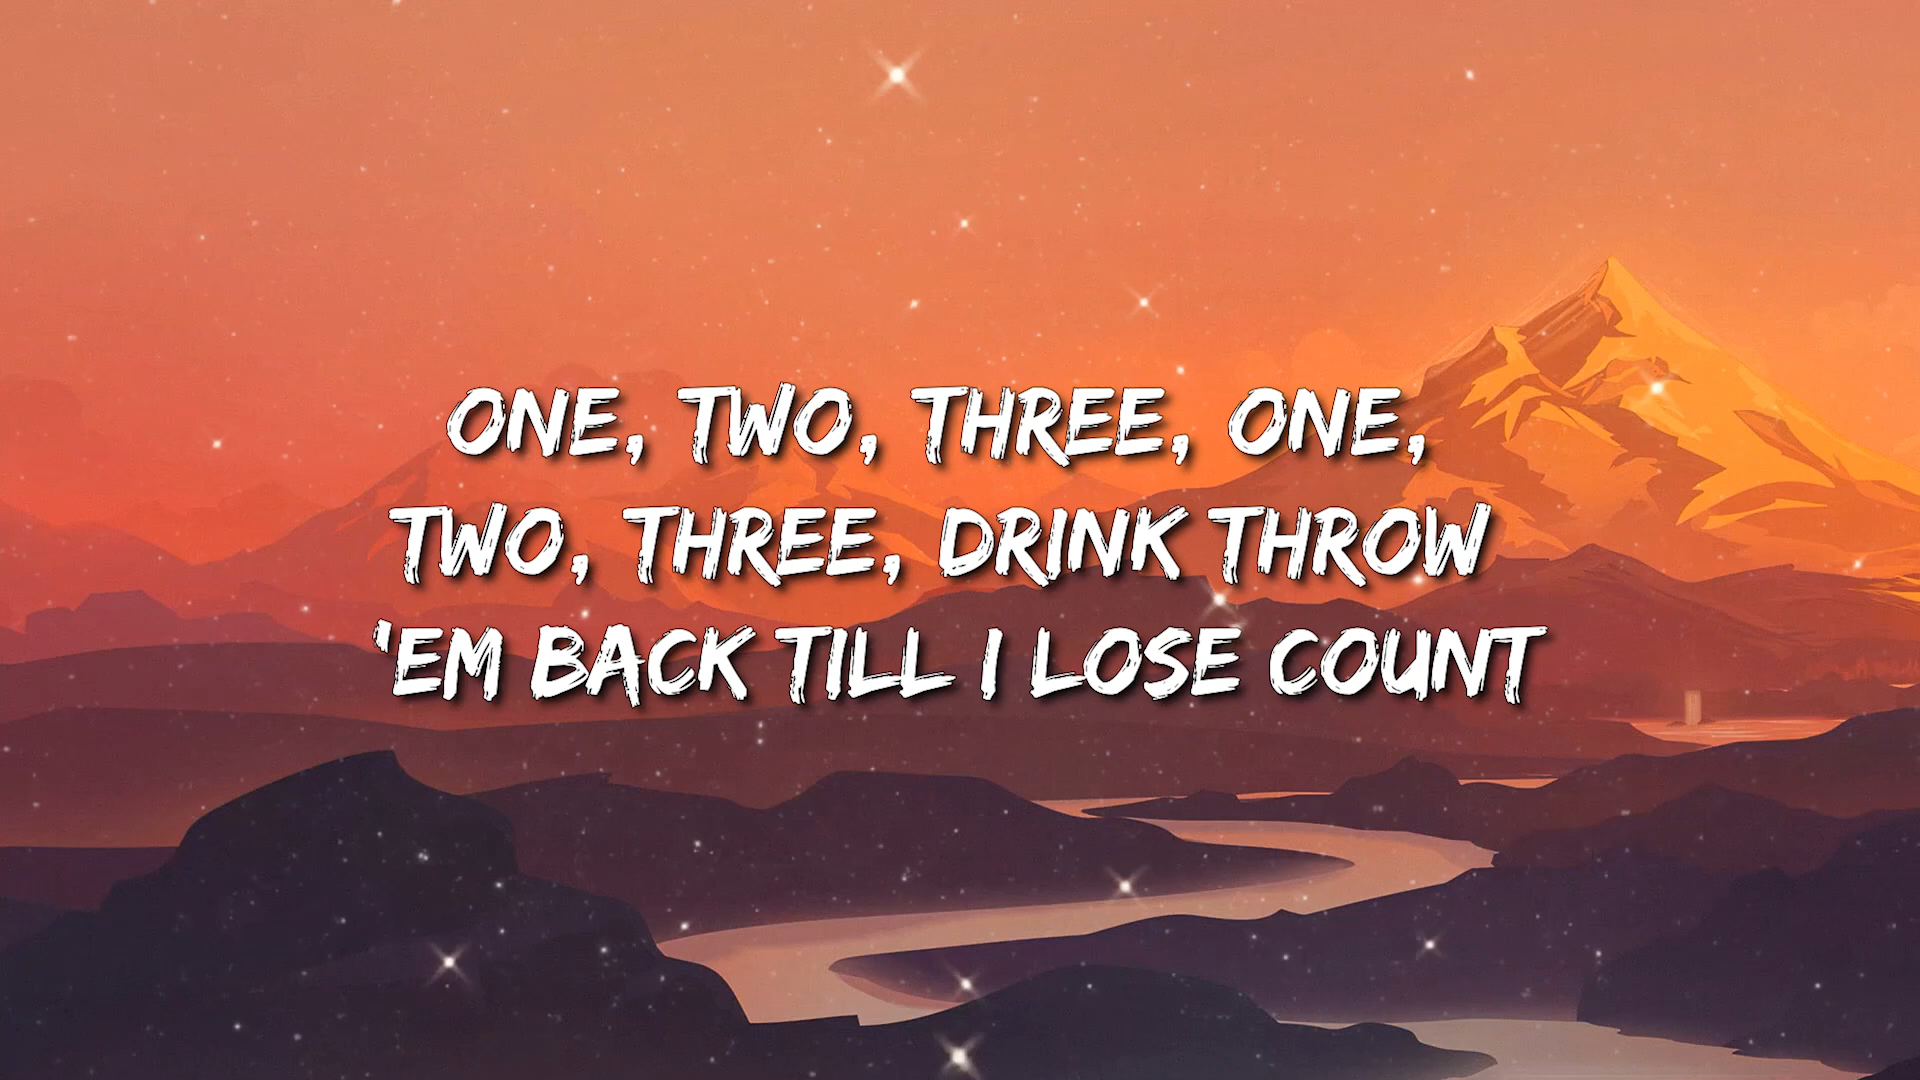 ONE, TWO, THREE, ONE,
TWO, THREE, DRINK THROW
'EM BACK TILL I LOSE COUNT